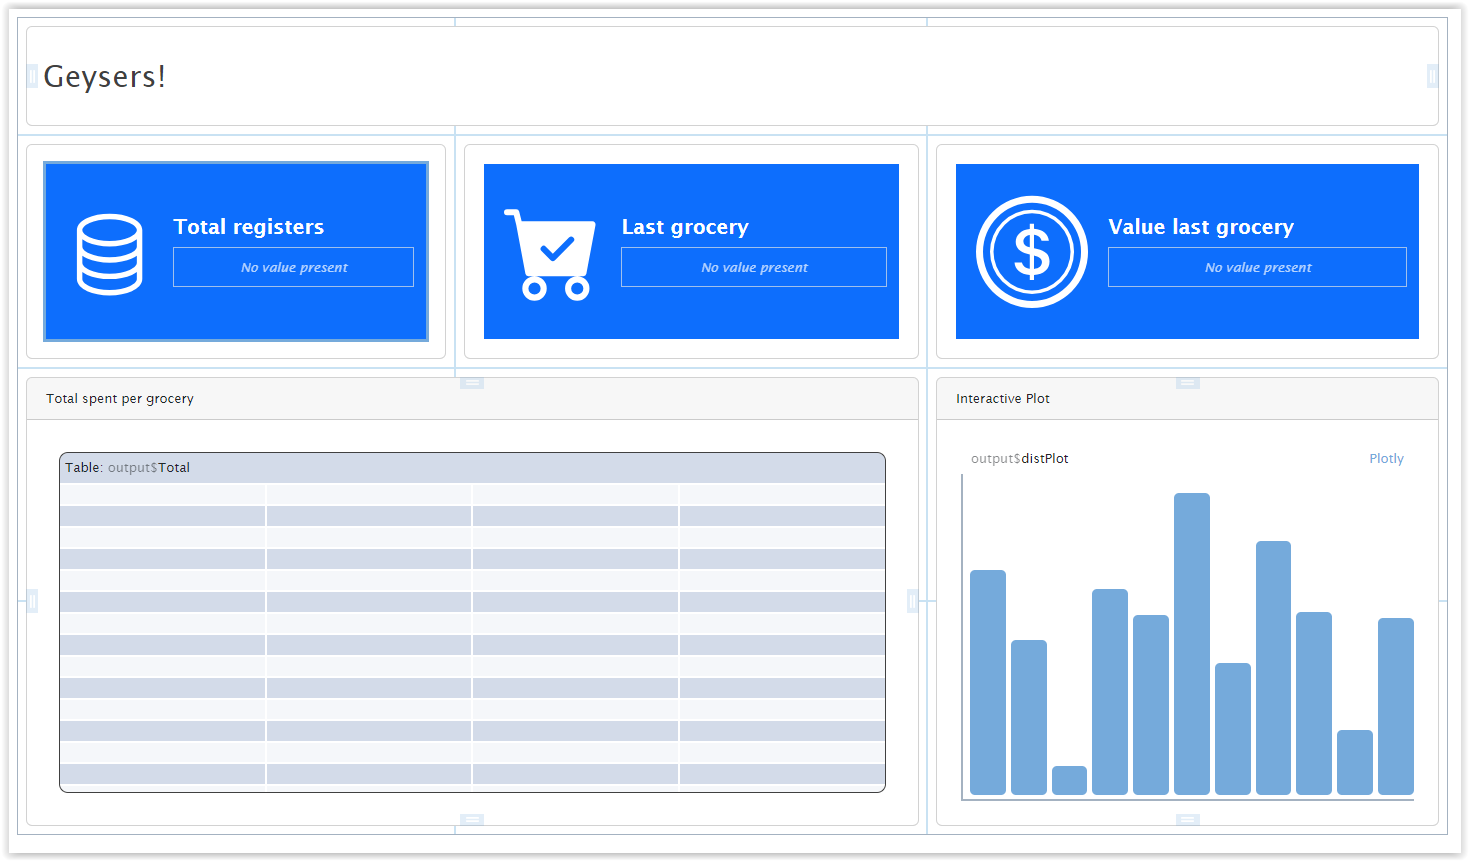 Geysers!
Total registers
No value present
Last grocery
No value present
$
Value last grocery
No value present
Total spent per grocery
Table: output$Total
Interactive Plot
output$distPlot
Plotly